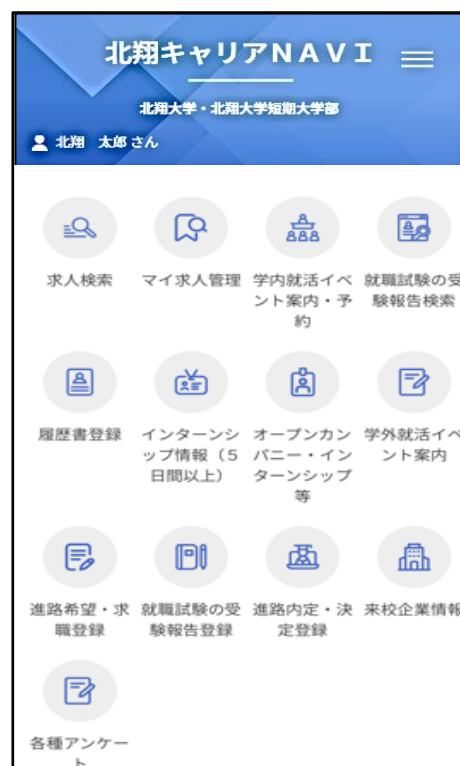 北翔キャリアNAVI
北翔大学・北翔大学短期大学部
北翔 太郎さん
求人検索
マイ求人管理
学内就活イベ
ント案内・予
約
就職試験の受
験報告検索
履歴書登録
インターンシ
ップ情報（5
日間以上）
オープンカン
パニー・イン
ターンシップ
等
学外就活イベ
ント案内
進路希望・求
職登録
就職試験の受
験報告登録
進路内定・決
定登録
来校企業情報
各種アンケー
ト